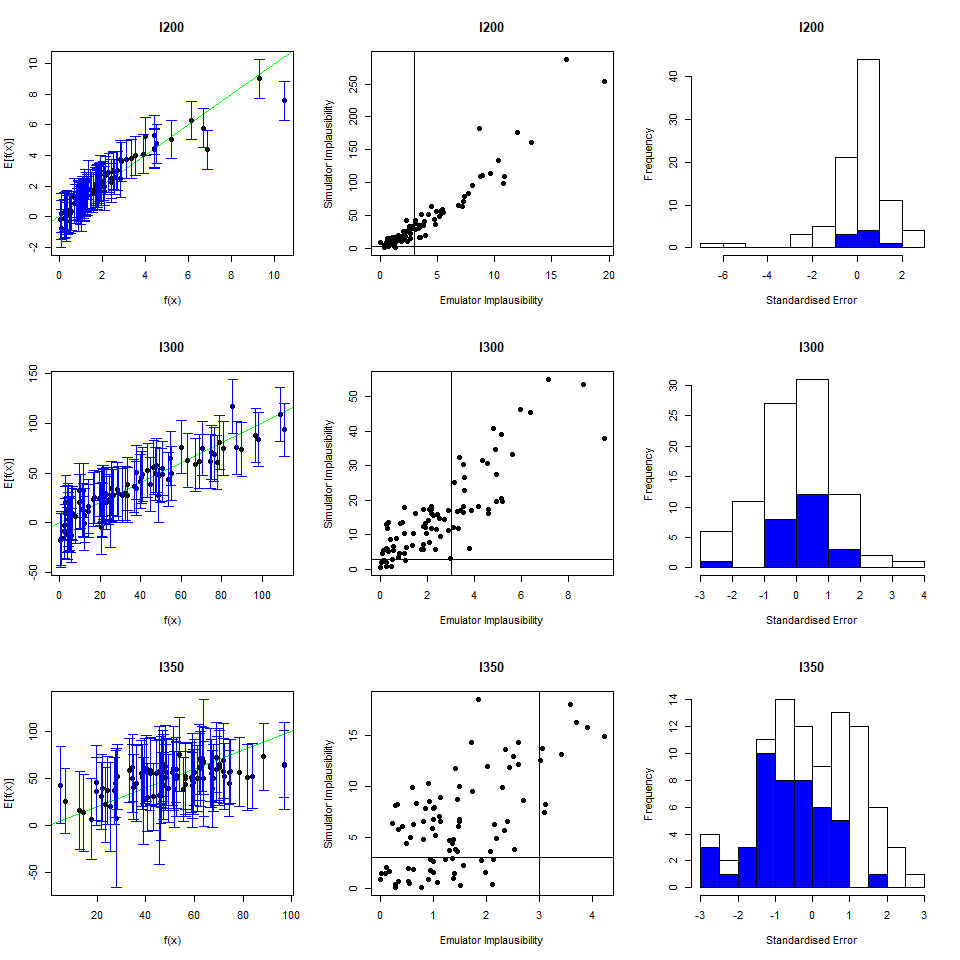 I200
E[f(x)]
-2 0 2 4 6 8 10
0 2 4 6 8 10
f(x)
I200
Simulator Implausibility
0 50 100 150 200 250
0 5 10 15 20
Emulator Implausibility
I200
Frequency
0 10 20 30 40
-6 -4 -2 0 2
Standardised Error
I300
E[f(x)]
-50 0 50 100 150
0 20 40 60 80 100
f(x)
I300
Simulator Implausibility
0 10 20 30 40 50
0 2 4 6 8
Emulator Implausibility
I300
Frequency
0 5 10 15 20 25 30
-3 -2 -1 0 1 2 3 4
Standardised Error
I350
E[f(x)]
-50 0 50 100
20 40 60 80 100
f(x)
I350
Simulator Implausibility
0 5 10 15
0 1 2 3 4
Emulator Implausibility
I350
Frequency
0 2 4 6 8 10 12 14
-3 -2 -1 0 1 2 3
Standardised Error